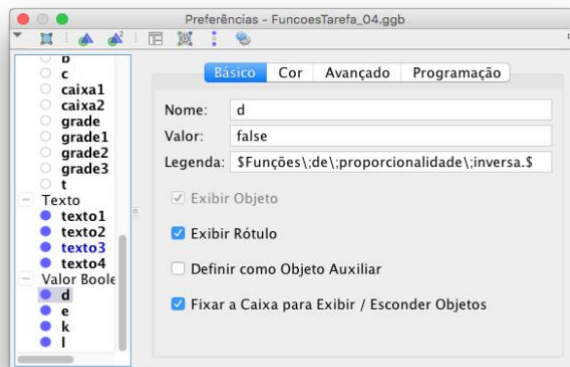 Preferências - FuncoesTarefa_04.ggb
b
c
caixa1
caixa2
grade
grade1
grade2
grade3
t
Texto
texto1
texto2
texto3
texto4
Valor Boole
d
e
k
l
Básico Cor Avançado Programação
Nome: d
Valor: false
Legenda: $Funções\;de\;proporcionalidade\;inversa.$
Exibir Objeto
Exibir Rótulo
Definir como Objeto Auxiliar
Fixar a Caixa para Exibir / Esconder Objetos